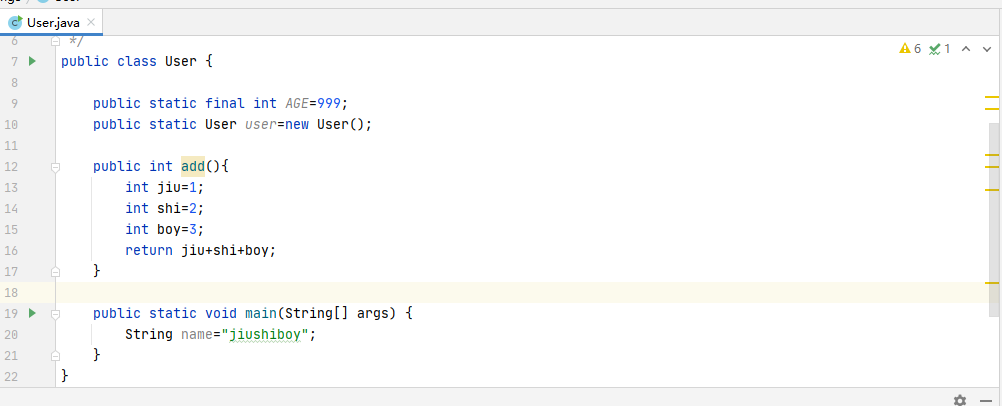 User.java
6 */
7 public class User {
8
9 public static final int AGE=999;
10 public static User user=new User();
11
12 public int add(){
13 int jiu=1;
14 int shi=2;
15 int boy=3;
16 return jiu+shi+boy;
17 }
18
19 public static void main(String[] args) {
20 String name="jiushiboy";
21 }
22 }
6 1